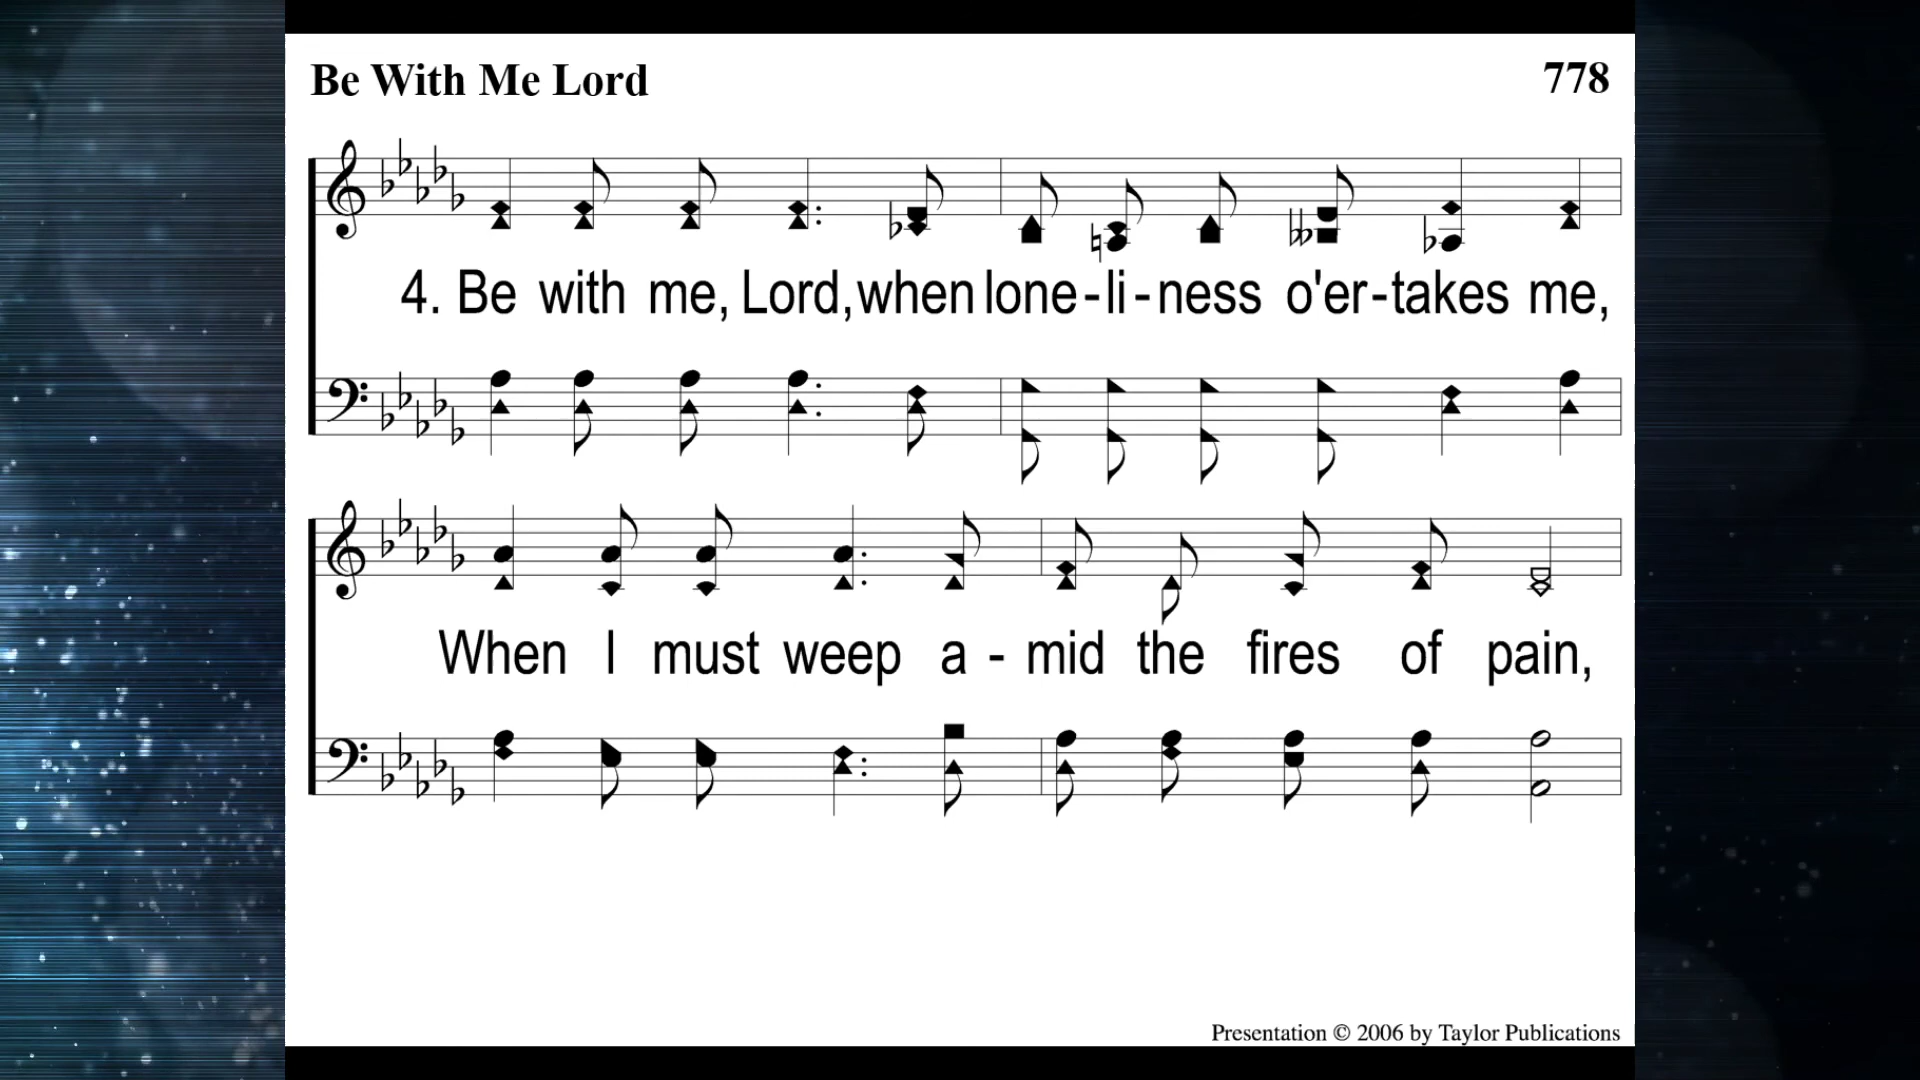 Be With Me Lord 778
4. Be with me, Lord, when lone-li-ness o'er-takes me,
When I must weep a-mid the fires of pain,
Presentation © 2006 by Taylor Publications